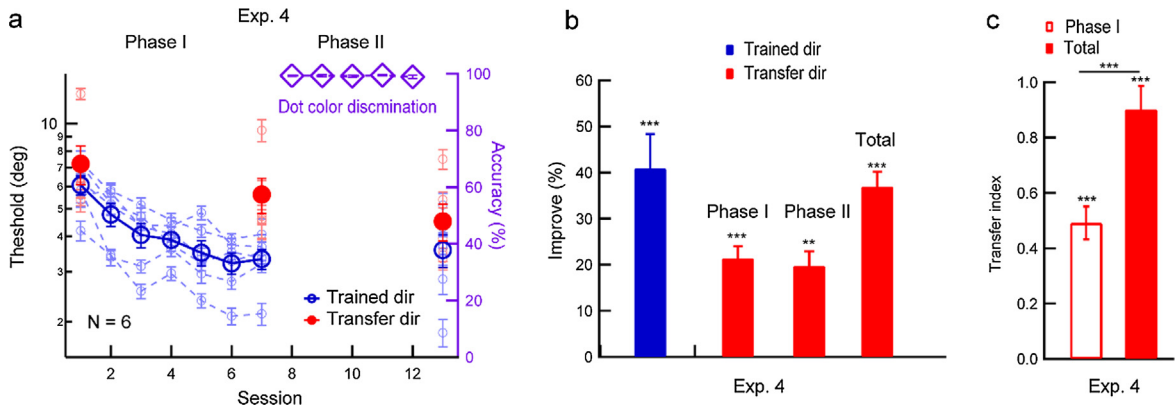 a
Exp. 4
Phase I
Phase II
10
9
8
7
6
5
4
3
2
Theshold (deg)
Dot color discmination
N = 6
Trained dir
Transfer dir
2
4
6
8
10
12
Session
100
80
60
40
20
0
Accuracy (%)
b
Trained dir
Transfer dir
60
50
40
30
20
10
0
Improve (%)
***
Phase I
***
Phase II
**
Total
***
Exp. 4
c
Phase I
Total
***
***
***
1.0
0.8
0.6
0.4
0.2
0.0
Transfer index
Exp. 4